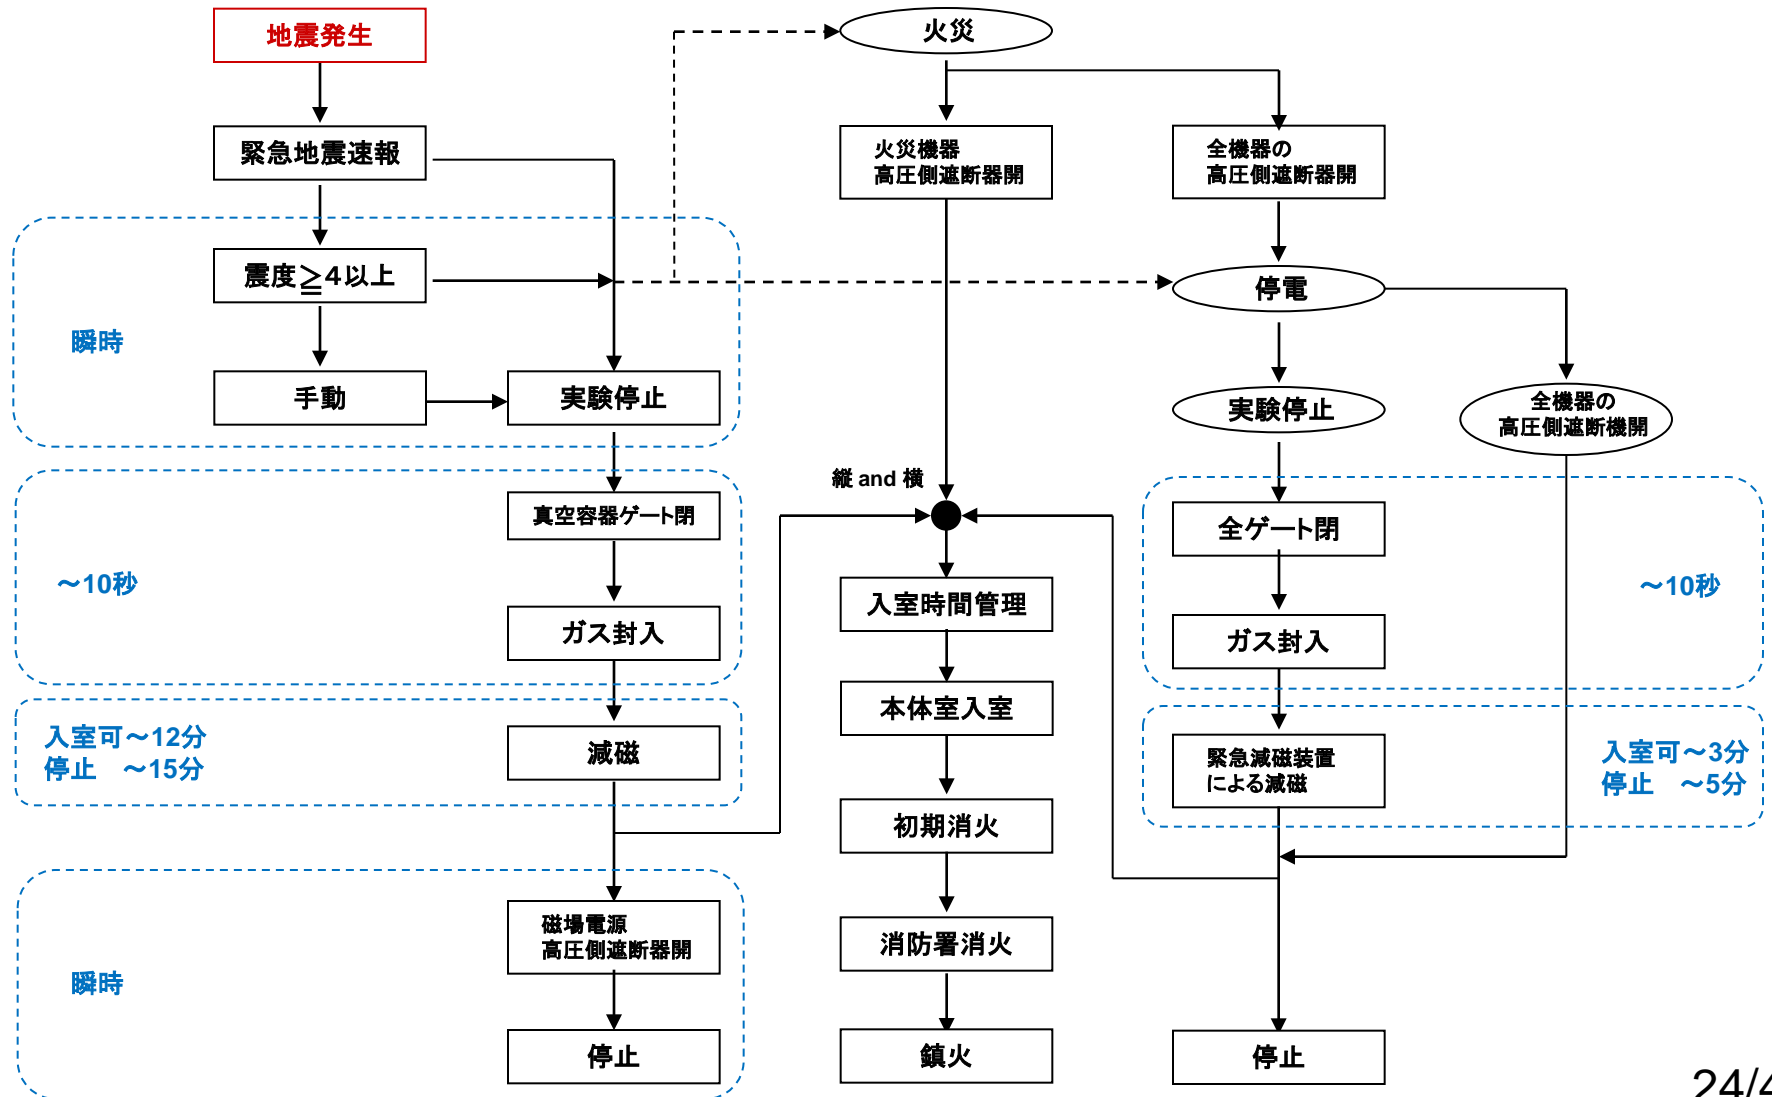 地震発生
緊急地震速報
震度≧4以上
瞬時
手動
実験停止
真空容器ゲート閉
～10秒
ガス封入
入室可～12分
停止　～15分
減磁
磁場電源
高圧側遮断器開
瞬時
停止
火災
火災機器
高圧側遮断器開
縦 and 横
入室時間管理
本体室入室
初期消火
消防署消火
鎮火
全機器の
高圧側遮断器開
停電
実験停止
全機器の
高圧側遮断機開
全ゲート閉
～10秒
ガス封入
緊急減磁装置
による減磁
入室可～3分
停止　～5分
停止
24/4